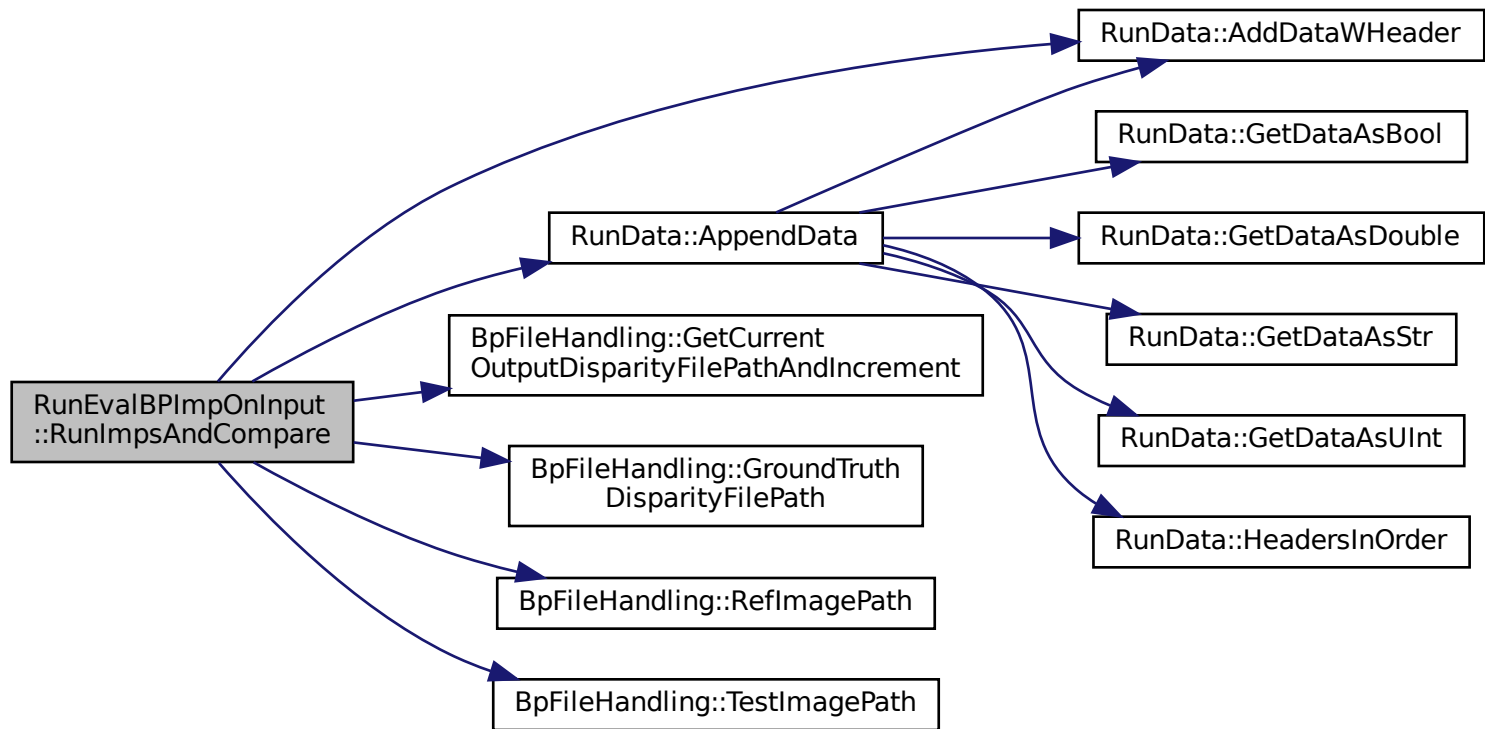 RunData::AddDataWHeader
RunData::GetDataAsBool
RunData::AppendData
RunData::GetDataAsDouble
BpFileHandling::GetCurrent
OutputDisparityFilePathAndIncrement
RunData::GetDataAsStr
RunEvalBPImpOnInput
::RunImpsAndCompare
RunData::GetDataAsUInt
BpFileHandling::GroundTruth
DisparityFilePath
RunData::HeadersInOrder
BpFileHandling::RefImagePath
BpFileHandling::TestImagePath